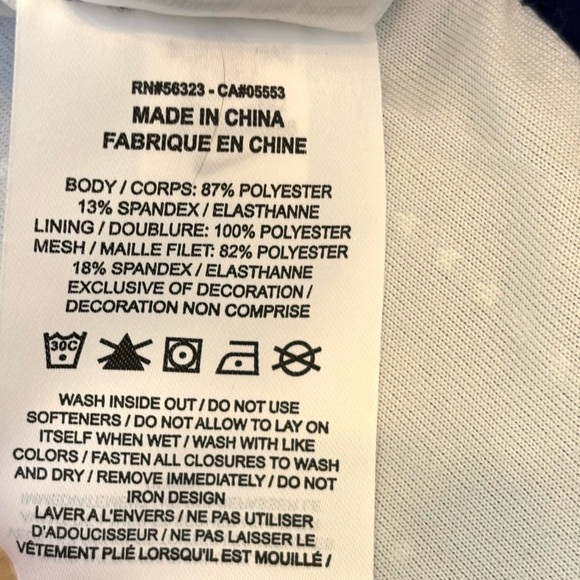 RN#56323 - CA#05553
MADE IN CHINA
FABRIQUE EN CHINE
BODY / CORPS: 87% POLYESTER
13% SPANDEX / ELASTHANNE
LINING / DOUBLURE: 100% POLYESTER
MESH / MAILLE FILET: 82% POLYESTER
18% SPANDEX / ELASTHANNE
EXCLUSIVE OF DECORATION /
DECORATION NON COMPRISE
30C
WASH INSIDE OUT / DO NOT USE
SOFTENERS / DO NOT ALLOW TO LAY ON
ITSELF WHEN WET / WASH WITH LIKE
COLORS / FASTEN ALL CLOSURES TO WASH
AND DRY / REMOVE IMMEDIATELY / DO NOT
IRON DESIGN
LAVER A L'ENVERS / NE PAS UTILISER
D'ADOUCISSEUR / NE PAS LAISSER LE
VÊTEMENT PLIÉ LORSQU'IL EST MOUILLÉ /